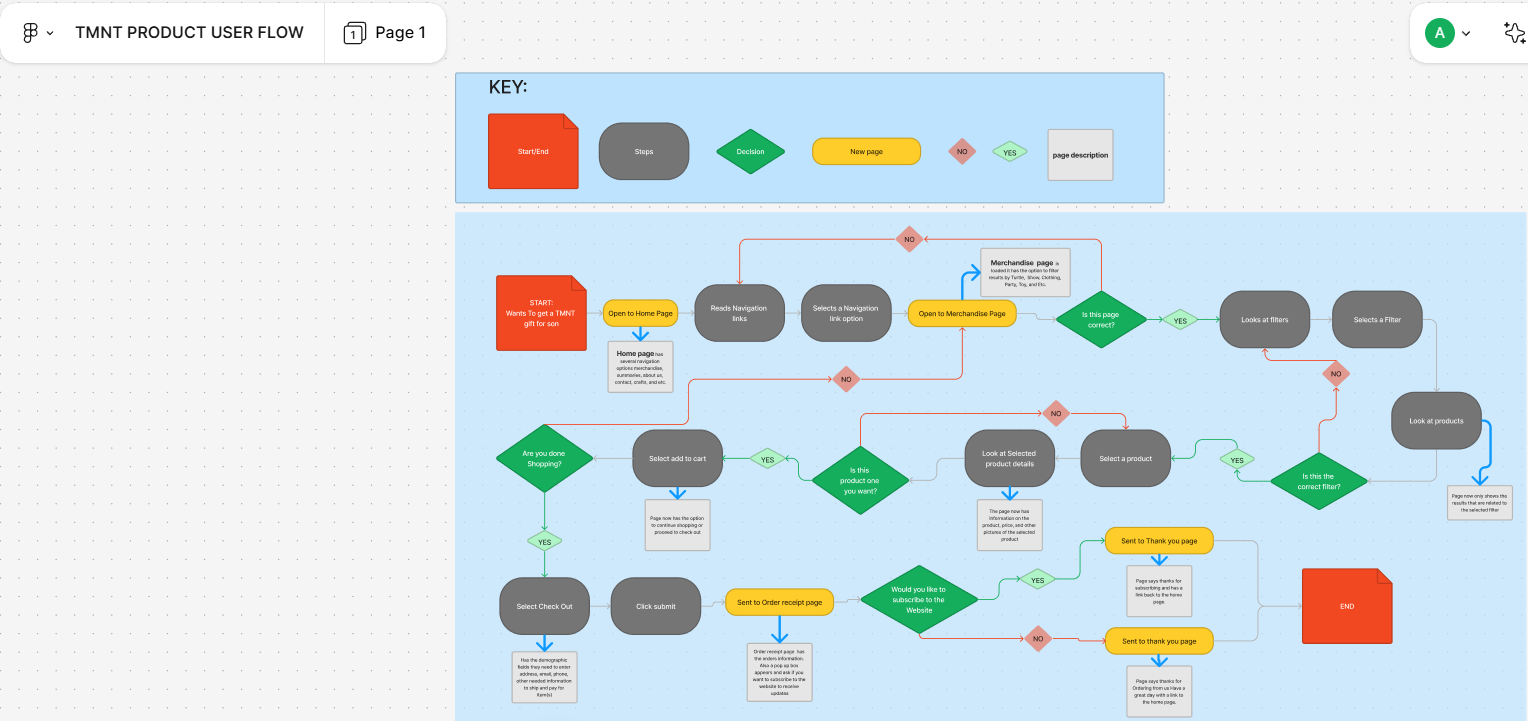 TMNT PRODUCT USER FLOW
1
Page 1
A
KEY:
Start/End
Steps
Decision
New page
NO
YES
page description
NO
Merchandise page is
loaded it has the option to filter
results by Turtle, Show, Clothing,
Party, Toy, and Etc.
START:
Wants To get a TMNT
gift for son
Open to Home Page
Reads Navigation
links
Selects a Navigation
link option
Open to Merchandise Page
Is this page
correct?
YES
Looks at filters
Selects a Filter
Home page has
several navigation
options merchandise,
summaries, about us,
contact, crafts, and etc.
NO
NO
NO
Look at products
Are you done
Shopping?
Select add to cart
YES
Is this
product one
you want?
Look at Selected
product details
Select a product
YES
Is this the
correct filter?
Page now only shows the
results that are related to
the selected filter
Page now has the option
to continue shopping or
proceed to check out
The page now has
information on the
product, price, and other
pictures of the selected
product
YES
Sent to Thank you page
Would you like to
subscribe to the
Website
YES
Page says thanks for
subscribing and has a
link back to the home
page.
Select Check Out
Click submit
Sent to Order receipt page
END
NO
Sent to thank you page
Has the demographic
fields they need to enter
address, email, phone,
other needed information
to ship and pay for
item(s)
Order receipt page has
the enders information.
Also a pop up box
appears and ask if you
want to subscribe to the
website to receive
updates
Page says thanks for
Ordering from us Have a
great day with a link to
the home page.